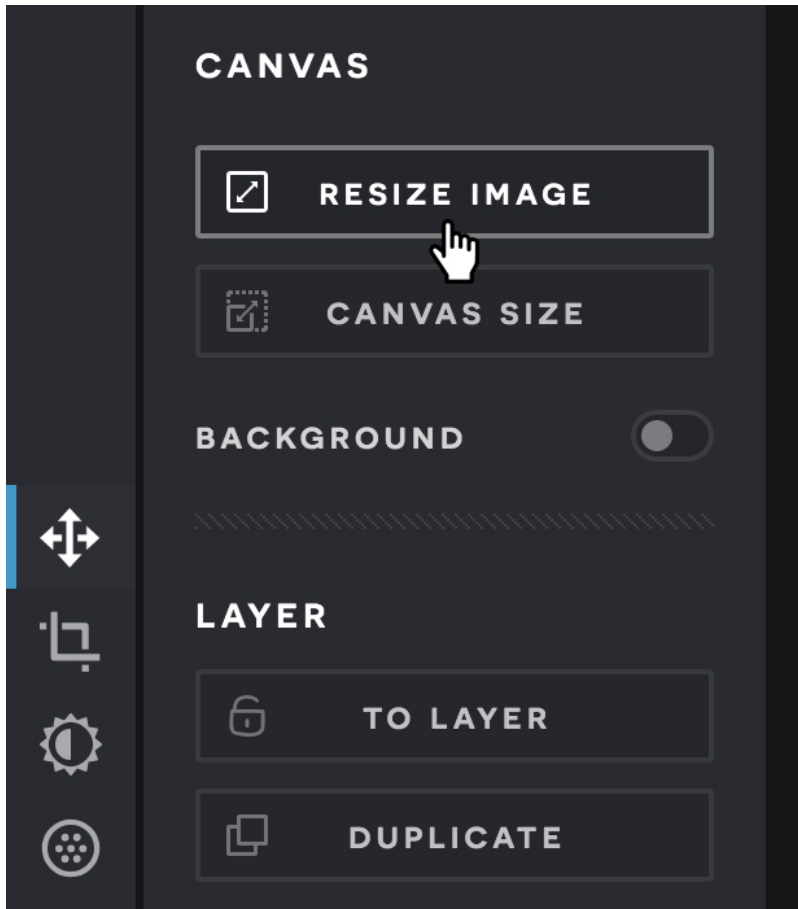 CANVAS
RESIZE IMAGE
CANVAS SIZE
BACKGROUND
LAYER
TO LAYER
DUPLICATE